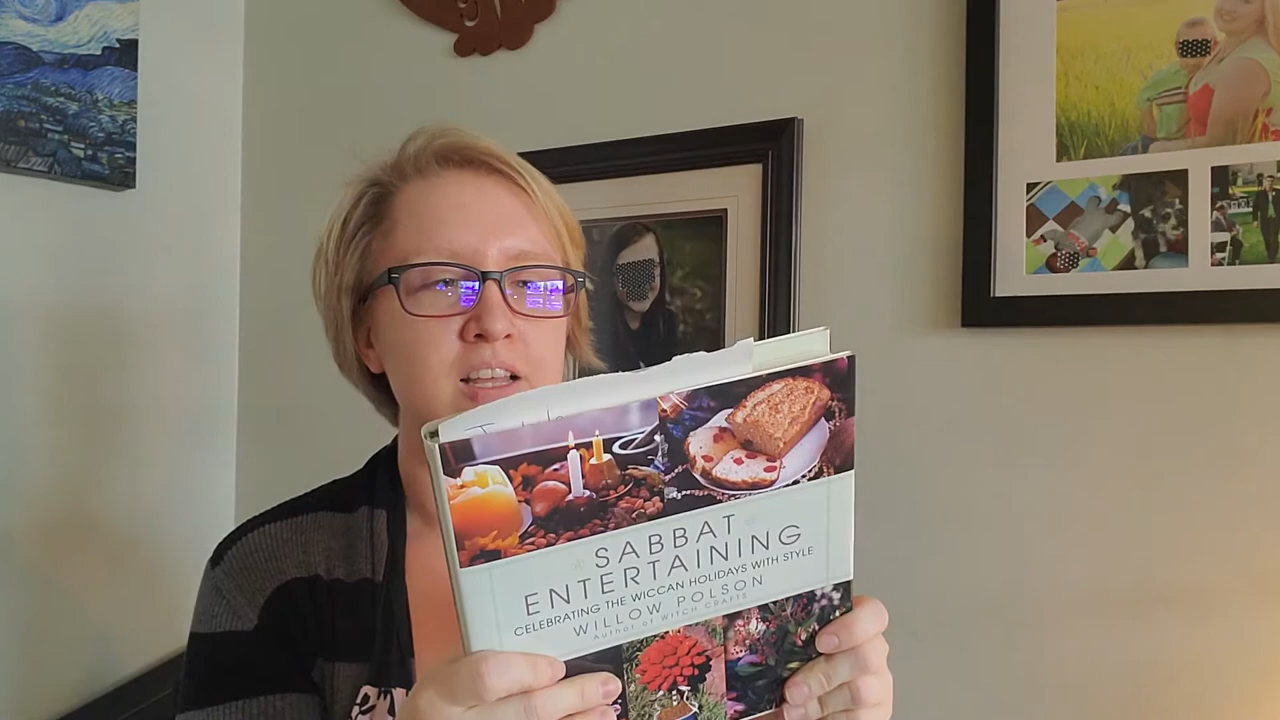 SABBAT
ENTERTAINING
CELEBRATING THE WICCAN HOLIDAYS WITH STYLE
WILLOW POLSON
Author of WITCH CRAFTS